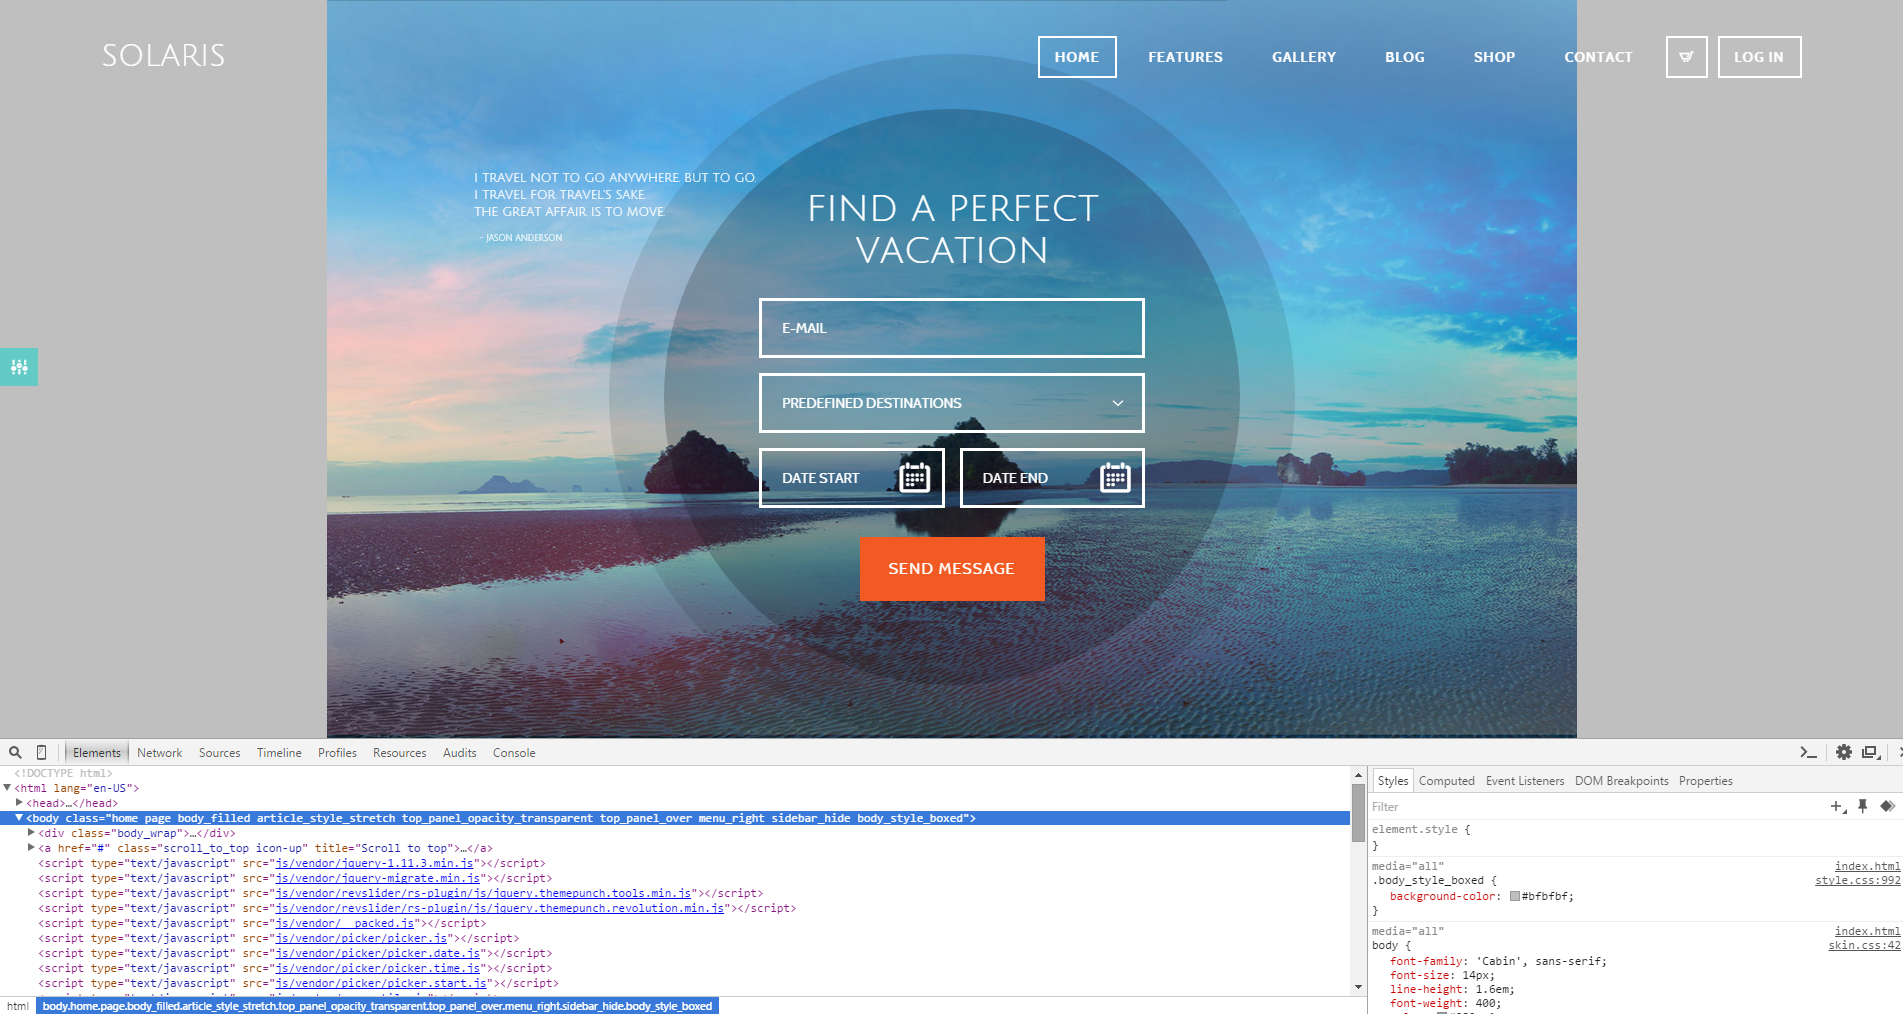 SOLARIS
HOME FEATURES GALLERY BLOG SHOP CONTACT LOG IN
I TRAVEL NOT TO GO ANYWHERE. BUT TO GO.
I TRAVEL FOR TRAVEL'S SAKE.
THE GREAT AFFAIR IS TO MOVE.
- JASON ANDERSON
FIND A PERFECT
VACATION
E-MAIL
PREDEFINED DESTINATIONS
DATE START DATE END
SEND MESSAGE
Elements Network Sources Timeline Profiles Resources Audits Console
<!DOCTYPE html>
<html lang="en-US">
<head>…</head>
<body class="home page body_filled article_style_stretch top_panel_opacity_transparent top_panel_over menu_right sidebar_hide body_style_boxed">
<div class="body_wrap">…</div>
<a href="#" class="scroll_to_top icon-up" title="Scroll to top">…</a>
<script type="text/javascript" src="js/vendor/jquery-1.11.3.min.js"></script>
<script type="text/javascript" src="js/vendor/jquery-migrate.min.js"></script>
<script type="text/javascript" src="js/vendor/revslider/rs-plugin/js/jquery.themepunch.tools.min.js"></script>
<script type="text/javascript" src="js/vendor/revslider/rs-plugin/js/jquery.themepunch.revolution.min.js"></script>
<script type="text/javascript" src="js/vendor/__packed.js"></script>
<script type="text/javascript" src="js/vendor/picker/picker.js"></script>
<script type="text/javascript" src="js/vendor/picker/picker.date.js"></script>
<script type="text/javascript" src="js/vendor/picker/picker.time.js"></script>
<script type="text/javascript" src="js/vendor/picker/picker.start.js"></script>
html body.home.page.body_filled.article_style_stretch.top_panel_opacity_transparent.top_panel_over.menu_right.sidebar_hide.body_style_boxed
Styles Computed Event Listeners DOM Breakpoints Properties
Filter
element.style {
}
media="all" index.html
.body_style_boxed { style.css:992
background-color: #bfbfbf;
}
media="all" index.html
body { skin.css:42
font-family: 'Cabin', sans-serif;
font-size: 14px;
line-height: 1.6em;
font-weight: 400;